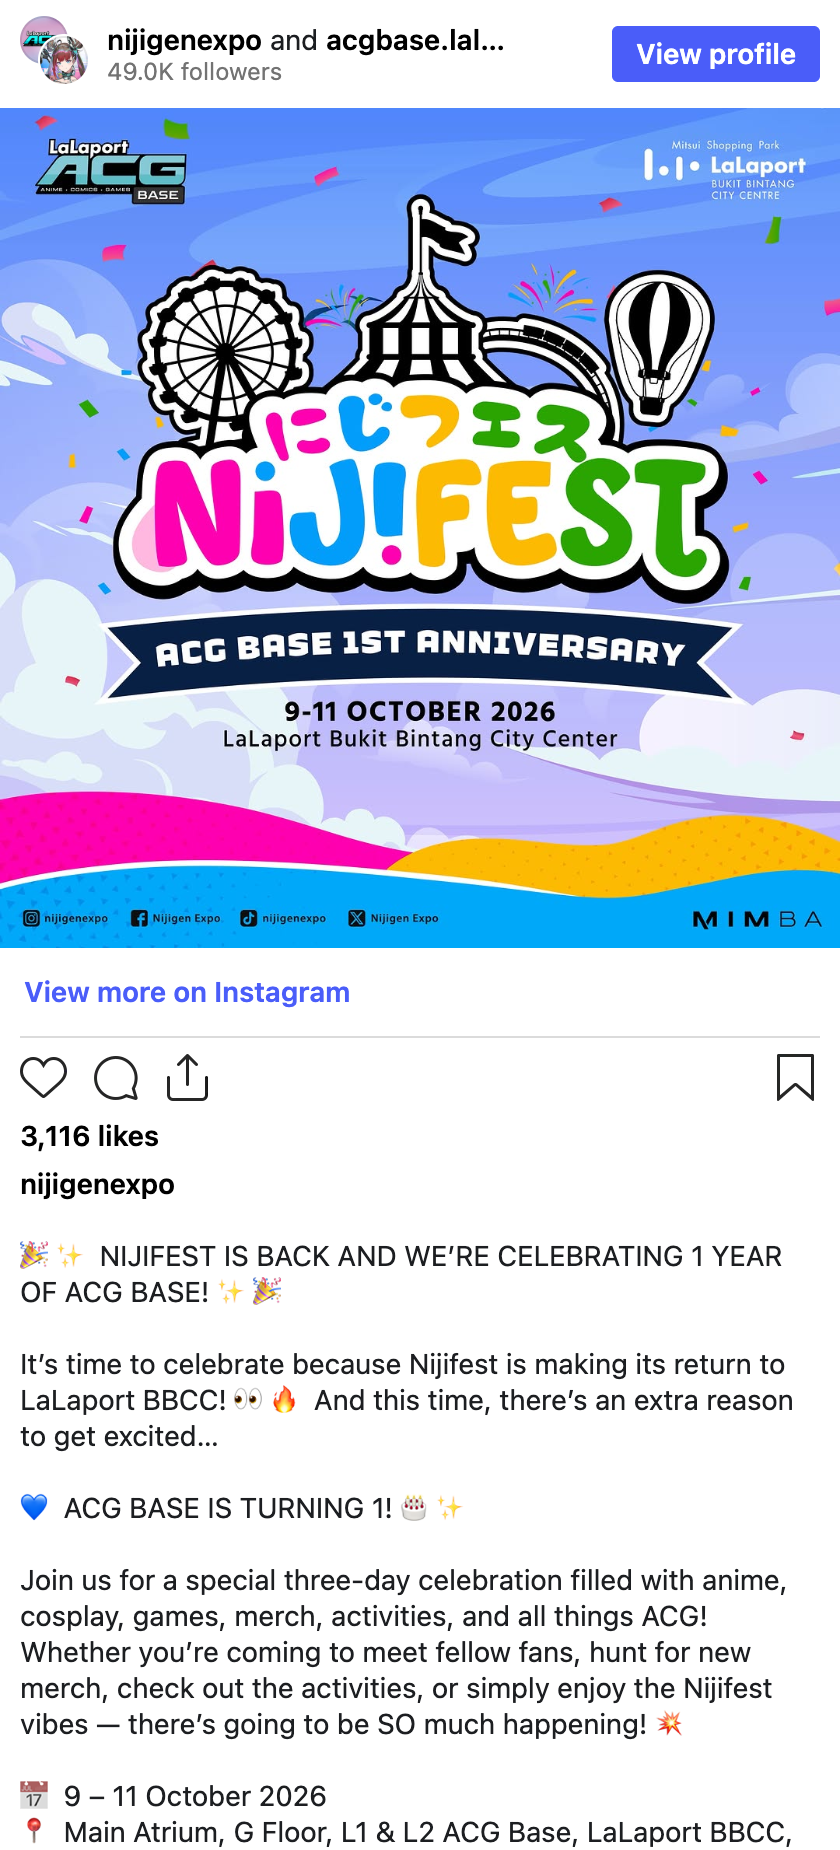 nijigenexpo and acgbase.lal...
49.0K followers
View profile
LaLaport
ACG
ANIME . COMICS . GAMES
BASE
Mitsui Shopping Park
LaLaport
BUKIT BINTANG
CITY CENTRE
にじフェス
NiJ!FEST
ACG BASE 1ST ANNIVERSARY
9-11 OCTOBER 2026
LaLaport Bukit Bintang City Center
nijigenexpo Nijigen Expo nijigenexpo Nijigen Expo
MIMBA
View more on Instagram
3,116 likes
nijigenexpo
🎉✨ NIJIFEST IS BACK AND WE’RE CELEBRATING 1 YEAR
OF ACG BASE! ✨🎉
It’s time to celebrate because Nijifest is making its return to
LaLaport BBCC! 👀🔥 And this time, there’s an extra reason
to get excited…
💙 ACG BASE IS TURNING 1! 🎂✨
Join us for a special three-day celebration filled with anime,
cosplay, games, merch, activities, and all things ACG!
Whether you’re coming to meet fellow fans, hunt for new
merch, check out the activities, or simply enjoy the Nijifest
vibes — there’s going to be SO much happening! 💥
📅 9 – 11 October 2026
📍 Main Atrium, G Floor, L1 & L2 ACG Base, LaLaport BBCC,